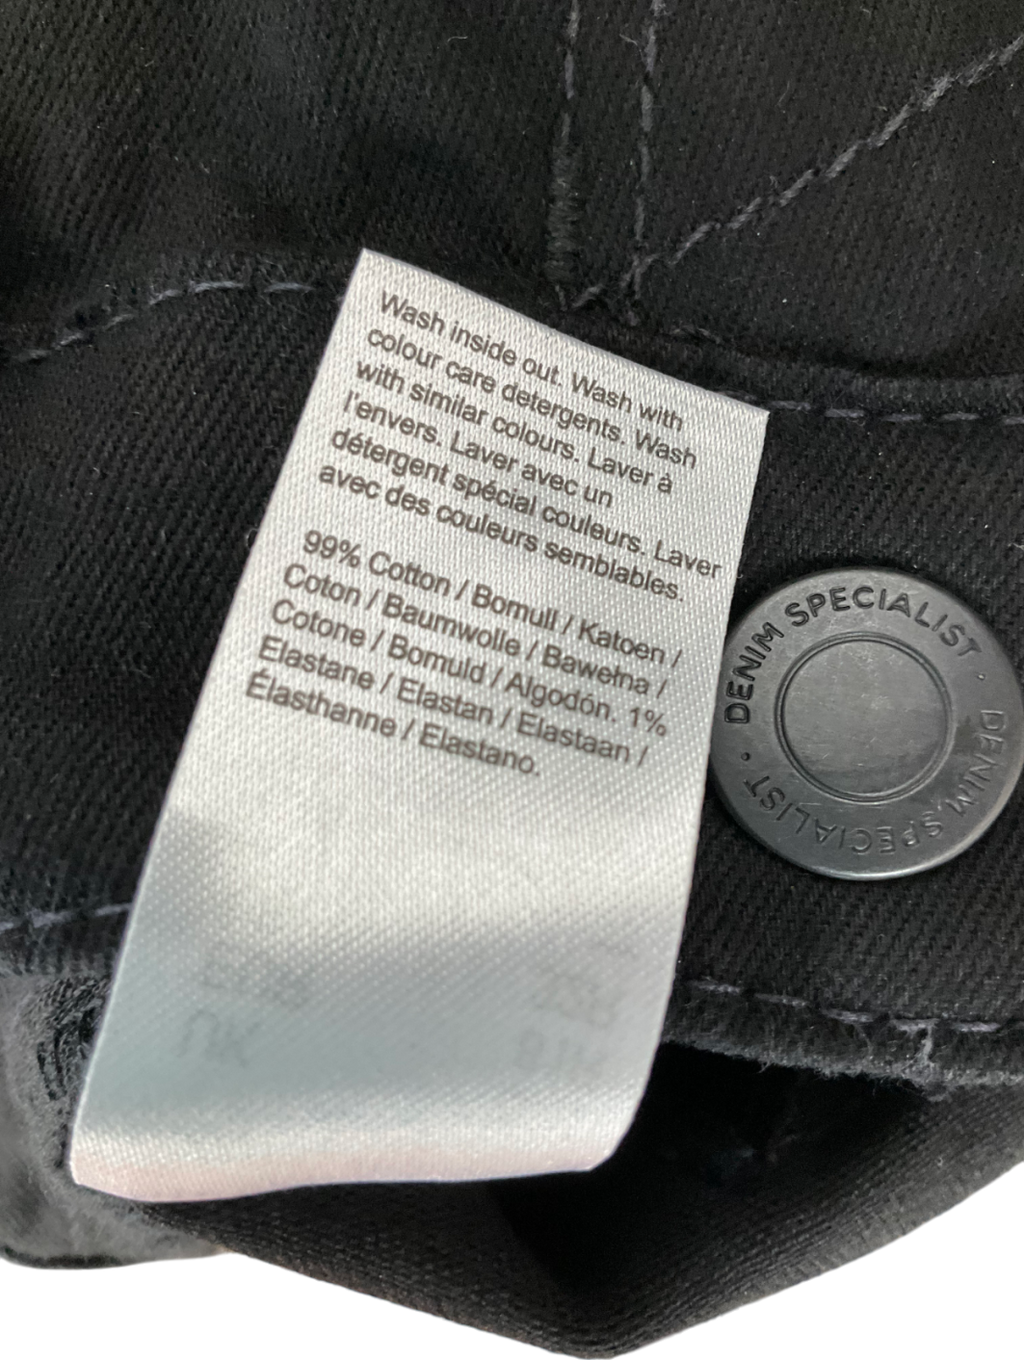 Wash inside out. Wash with
colour care detergents. Wash
with similar colours. Laver à
l'envers. Laver avec un
détergent spécial couleurs. Laver
avec des couleurs semblables.
99% Cotton / Bomull / Katoen /
Coton / Baumwolle / Bawełna /
Cotone / Bomuld / Algodón. 1%
Elastane / Elastan / Elastaan /
Élasthanne / Elastano.
DENIM SPECIALIST · DENIM SPECIALIST ·